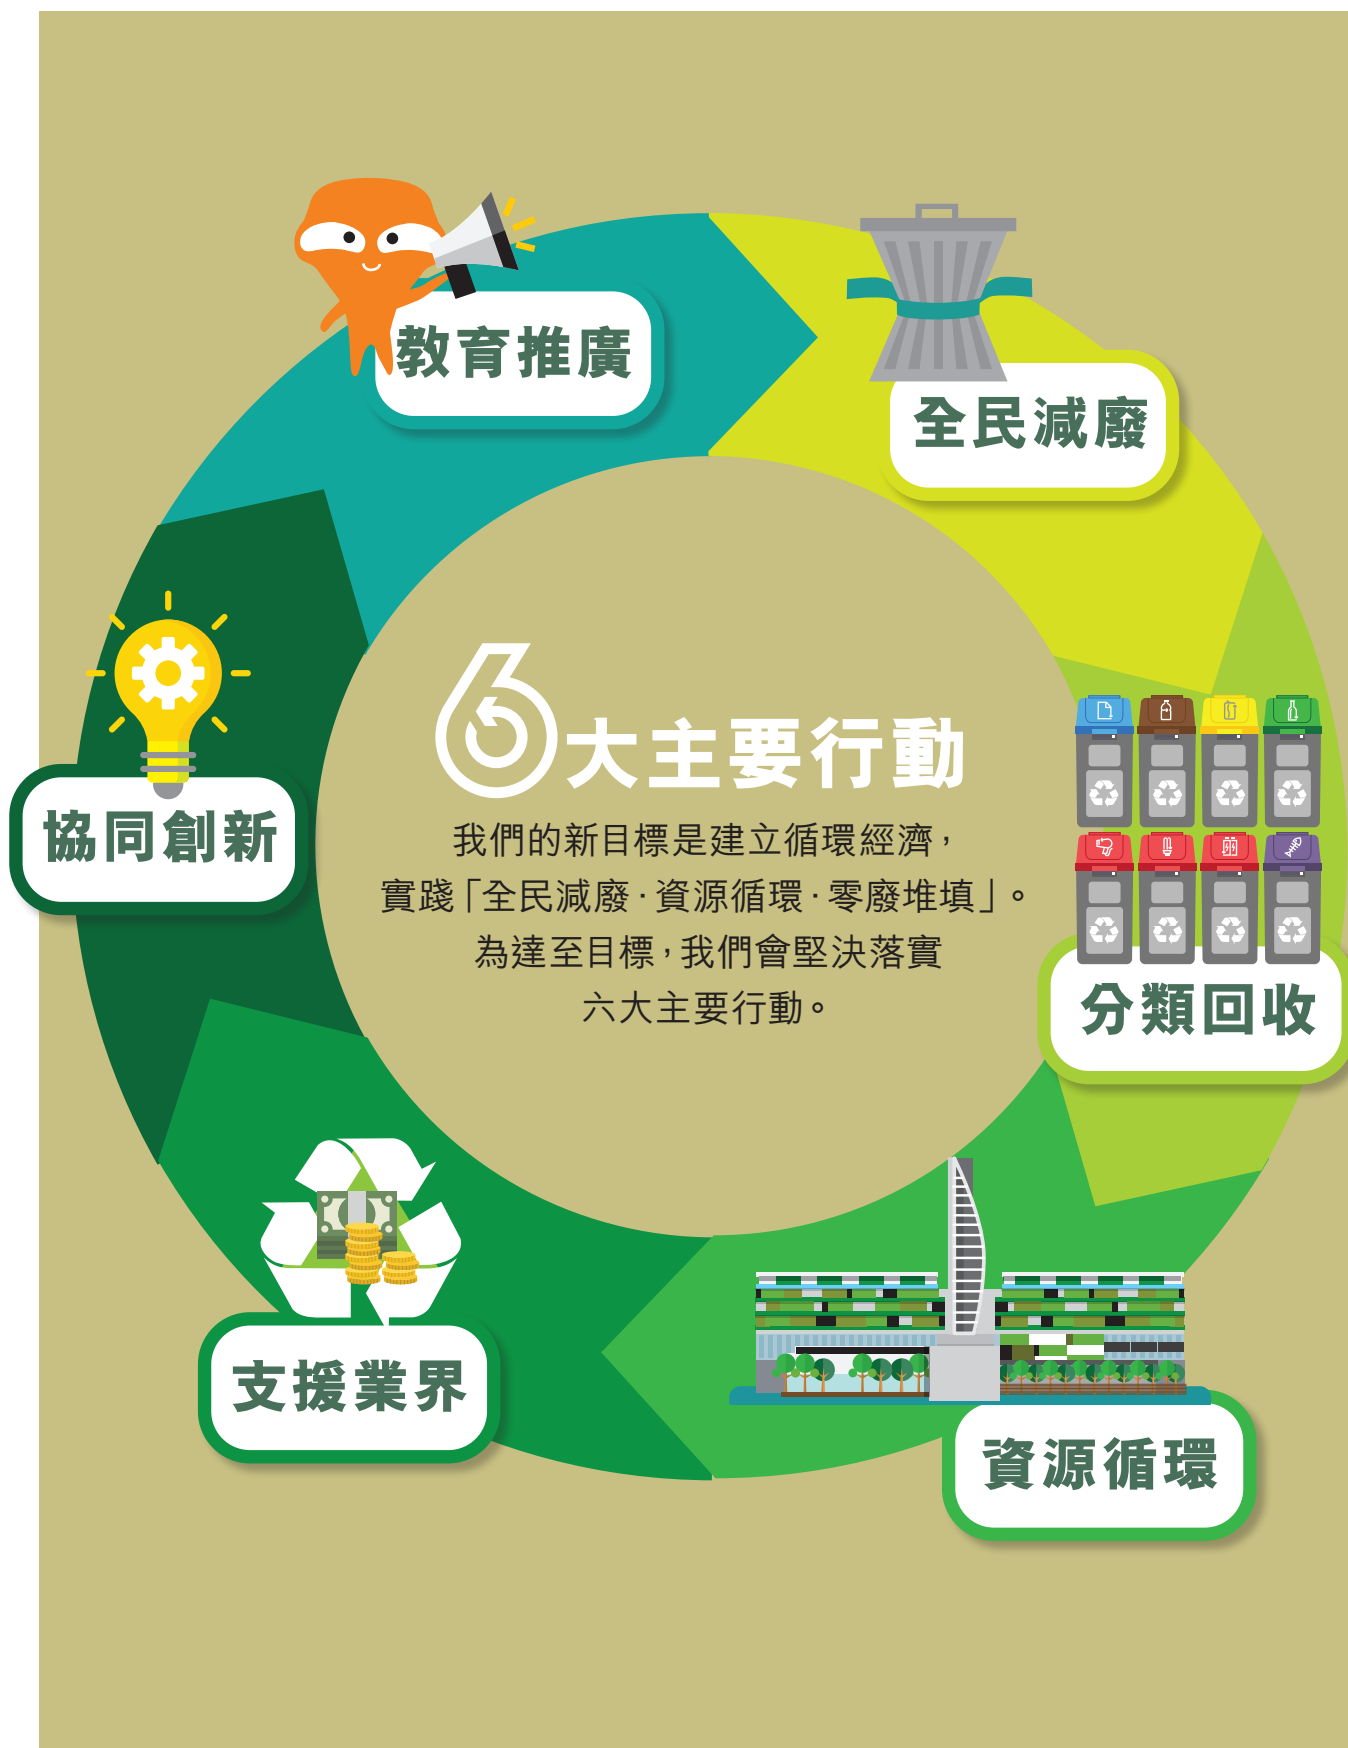 教育推廣
全民減廢
6大主要行動
我們的新目標是建立循環經濟，
實踐「全民減廢·資源循環·零廢堆填」。
為達至目標，我們會堅決落實
六大主要行動。
協同創新
分類回收
支援業界
資源循環